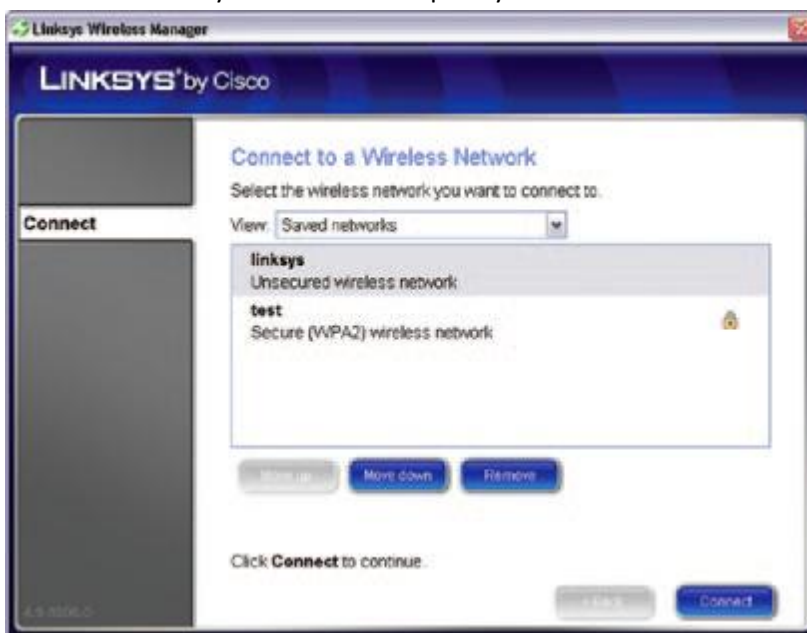 Linksys Wireless Manager
LINKSYS® by Cisco
Connect to a Wireless Network
Select the wireless network you want to connect to.
Connect
View: Saved networks
linksys
Unsecured wireless network
test
Secure (WPA2) wireless network
Move up Move down Remove
Click Connect to continue.
Connect